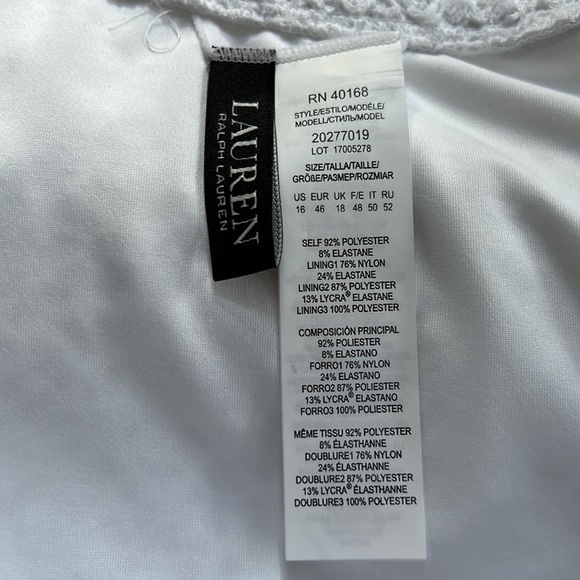 LAUREN
RALPH LAUREN
RN 40168
STYLE/ESTILO/MODÈLE/
MODELL/СТИЛЬ/MODEL
20277019
LOT 17005278
SIZE/TALLA/TAILLE/
GRÖßE/РАЗМЕР/ROZMIAR
US EUR UK F/E IT RU
16 46 18 48 50 52
SELF 92% POLYESTER
8% ELASTANE
LINING1 76% NYLON
24% ELASTANE
LINING2 87% POLYESTER
13% LYCRA® ELASTANE
LINING3 100% POLYESTER
COMPOSICIÓN PRINCIPAL
92% POLIESTER
8% ELASTANO
FORRO1 76% NYLON
24% ELASTANO
FORRO2 87% POLIESTER
13% LYCRA® ELASTANO
FORRO3 100% POLIESTER
MÊME TISSU 92% POLYESTER
8% ÉLASTHANNE
DOUBLURE1 76% NYLON
24% ÉLASTHANNE
DOUBLURE2 87% POLYESTER
13% LYCRA® ÉLASTHANNE
DOUBLURE3 100% POLYESTER